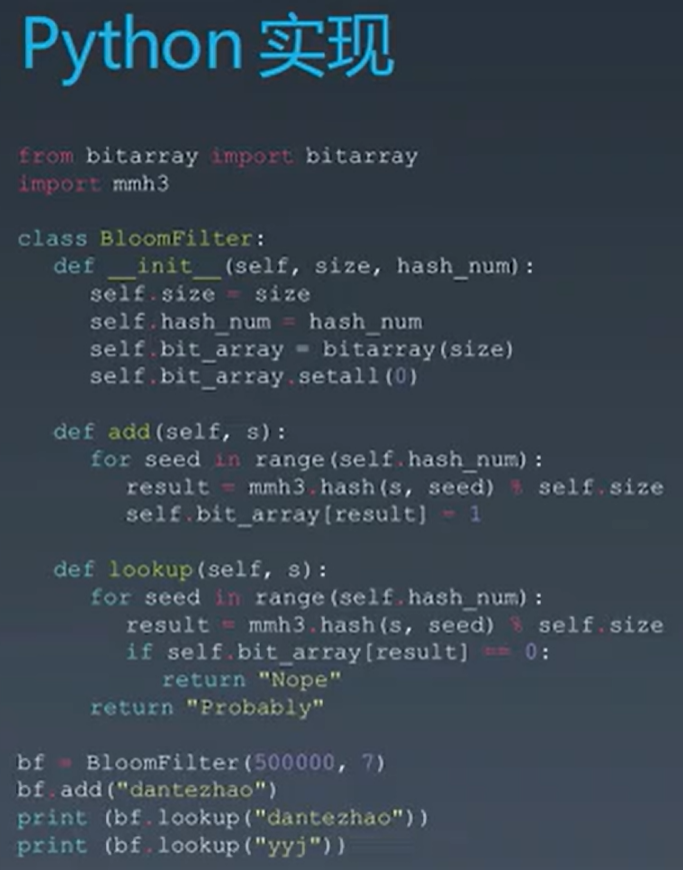 Python 实现
from bitarray import bitarray
import mmh3
class BloomFilter:
def __init__(self, size, hash_num):
self.size = size
self.hash_num = hash_num
self.bit_array = bitarray(size)
self.bit_array.setall(0)
def add(self, s):
for seed in range(self.hash_num):
result = mmh3.hash(s, seed) % self.size
self.bit_array[result] = 1
def lookup(self, s):
for seed in range(self.hash_num):
result = mmh3.hash(s, seed) % self.size
if self.bit_array[result] == 0:
return "Nope"
return "Probably"
bf = BloomFilter(500000, 7)
bf.add("dantezhao")
print (bf.lookup("dantezhao"))
print (bf.lookup("yyj"))